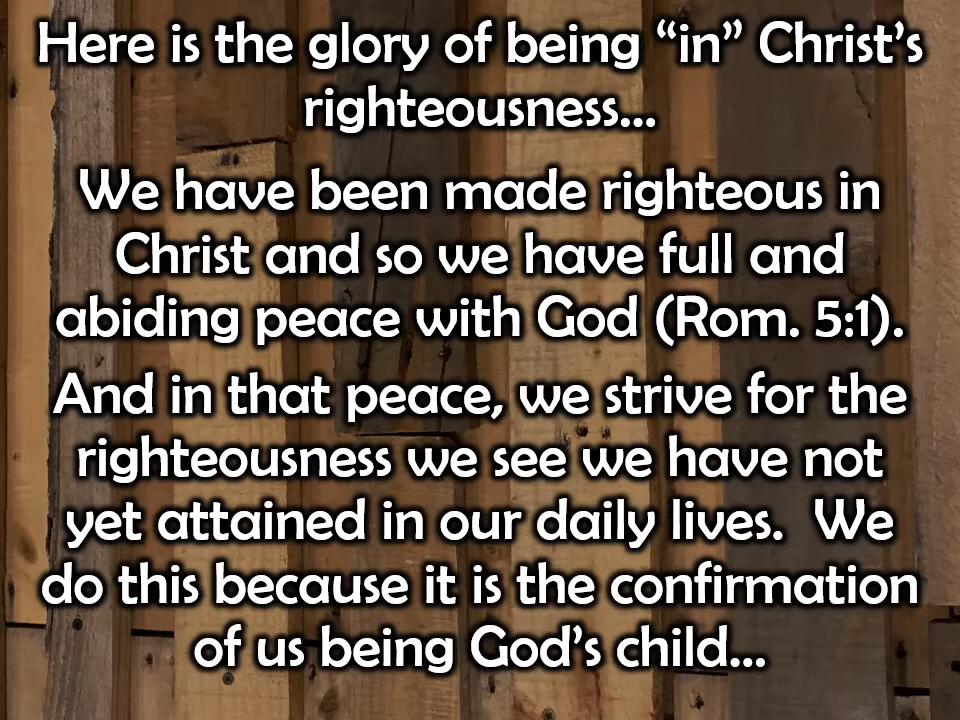 Here is the glory of being “in” Christ’s
righteousness...
We have been made righteous in
Christ and so we have full and
abiding peace with God (Rom. 5:1).
And in that peace, we strive for the
righteousness we see we have not
yet attained in our daily lives.  We
do this because it is the confirmation
of us being God’s child...